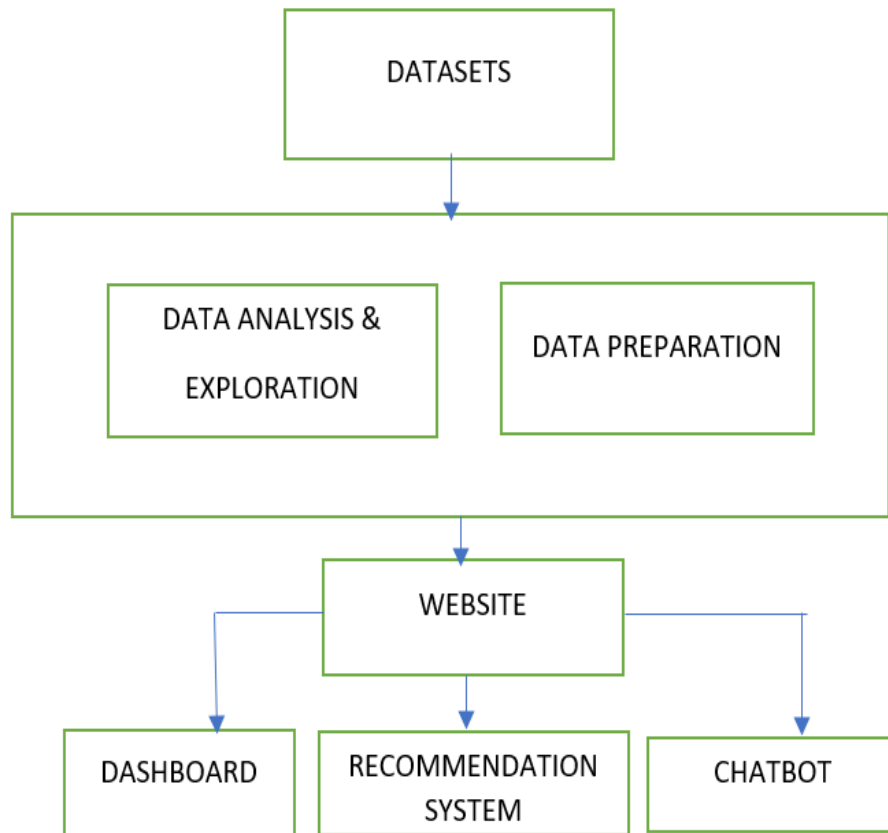 DATASETS
DATA ANALYSIS &
EXPLORATION
DATA PREPARATION
WEBSITE
DASHBOARD
RECOMMENDATION
SYSTEM
CHATBOT